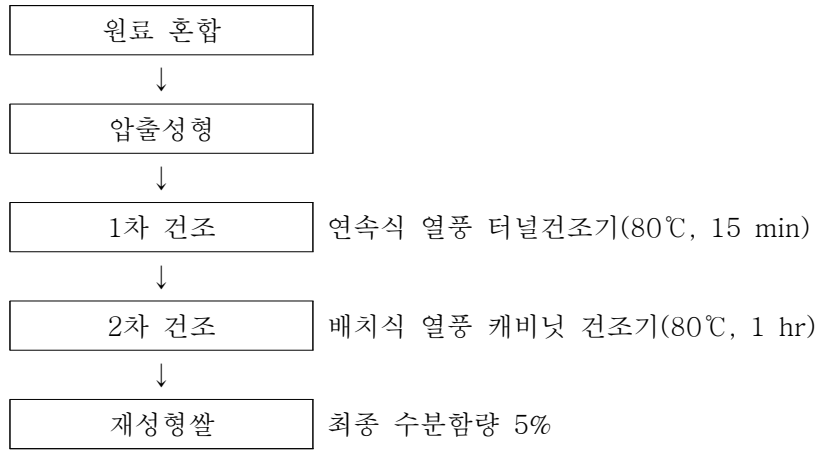 원료 혼합
↓
압출성형
↓
1차 건조 연속식 열풍 터널건조기(80℃, 15 min)
↓
2차 건조 배치식 열풍 캐비닛 건조기(80℃, 1 hr)
↓
재성형쌀 최종 수분함량 5%